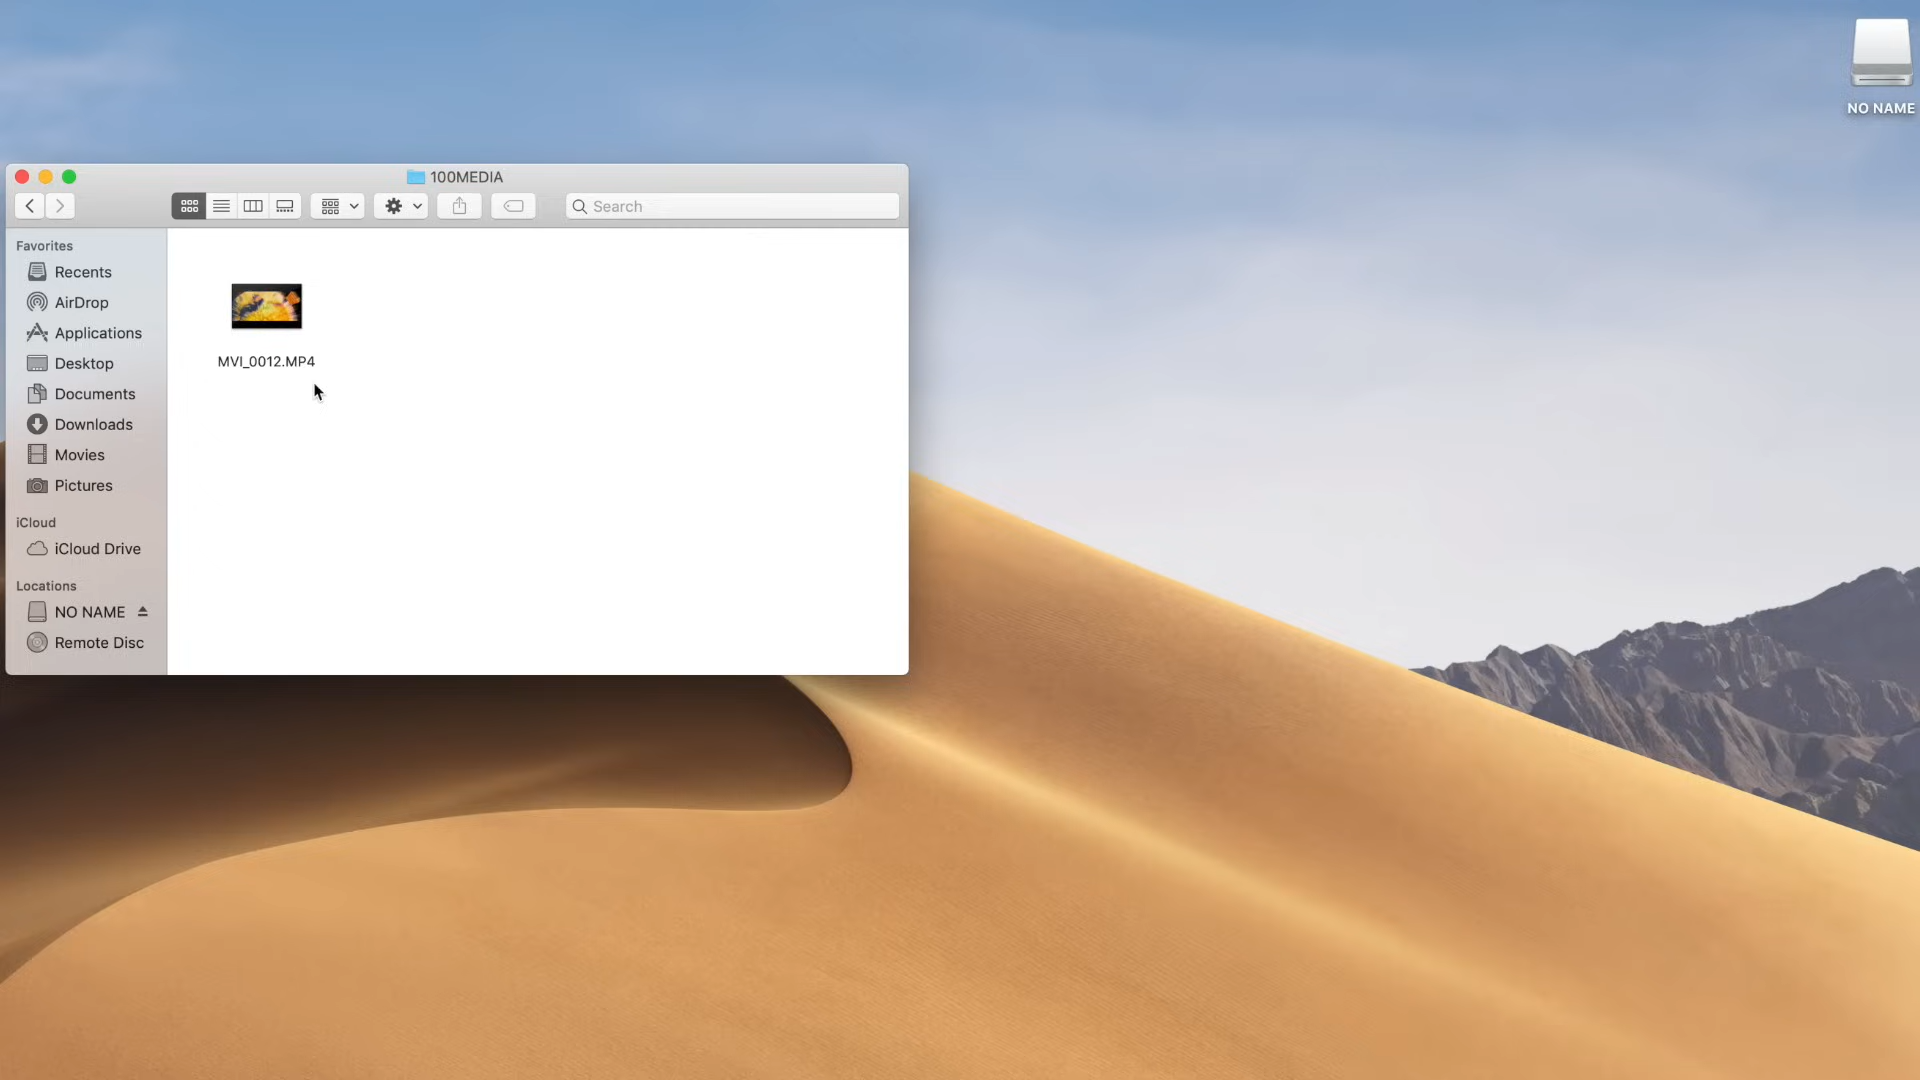 NO NAME
100MEDIA
Search
Favorites
Recents
AirDrop
Applications
Desktop
Documents
Downloads
Movies
Pictures
iCloud
iCloud Drive
Locations
NO NAME
Remote Disc
MVI_0012.MP4